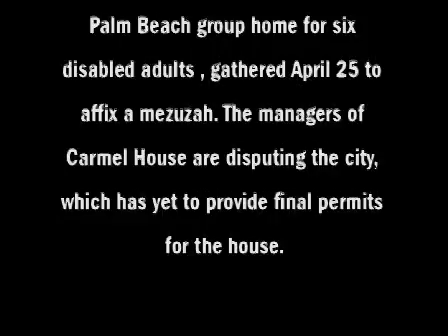 Palm Beach group home for six
disabled adults , gathered April 25 to
affix a mezuzah. The managers of
Carmel House are disputing the city,
which has yet to provide final permits
for the house.